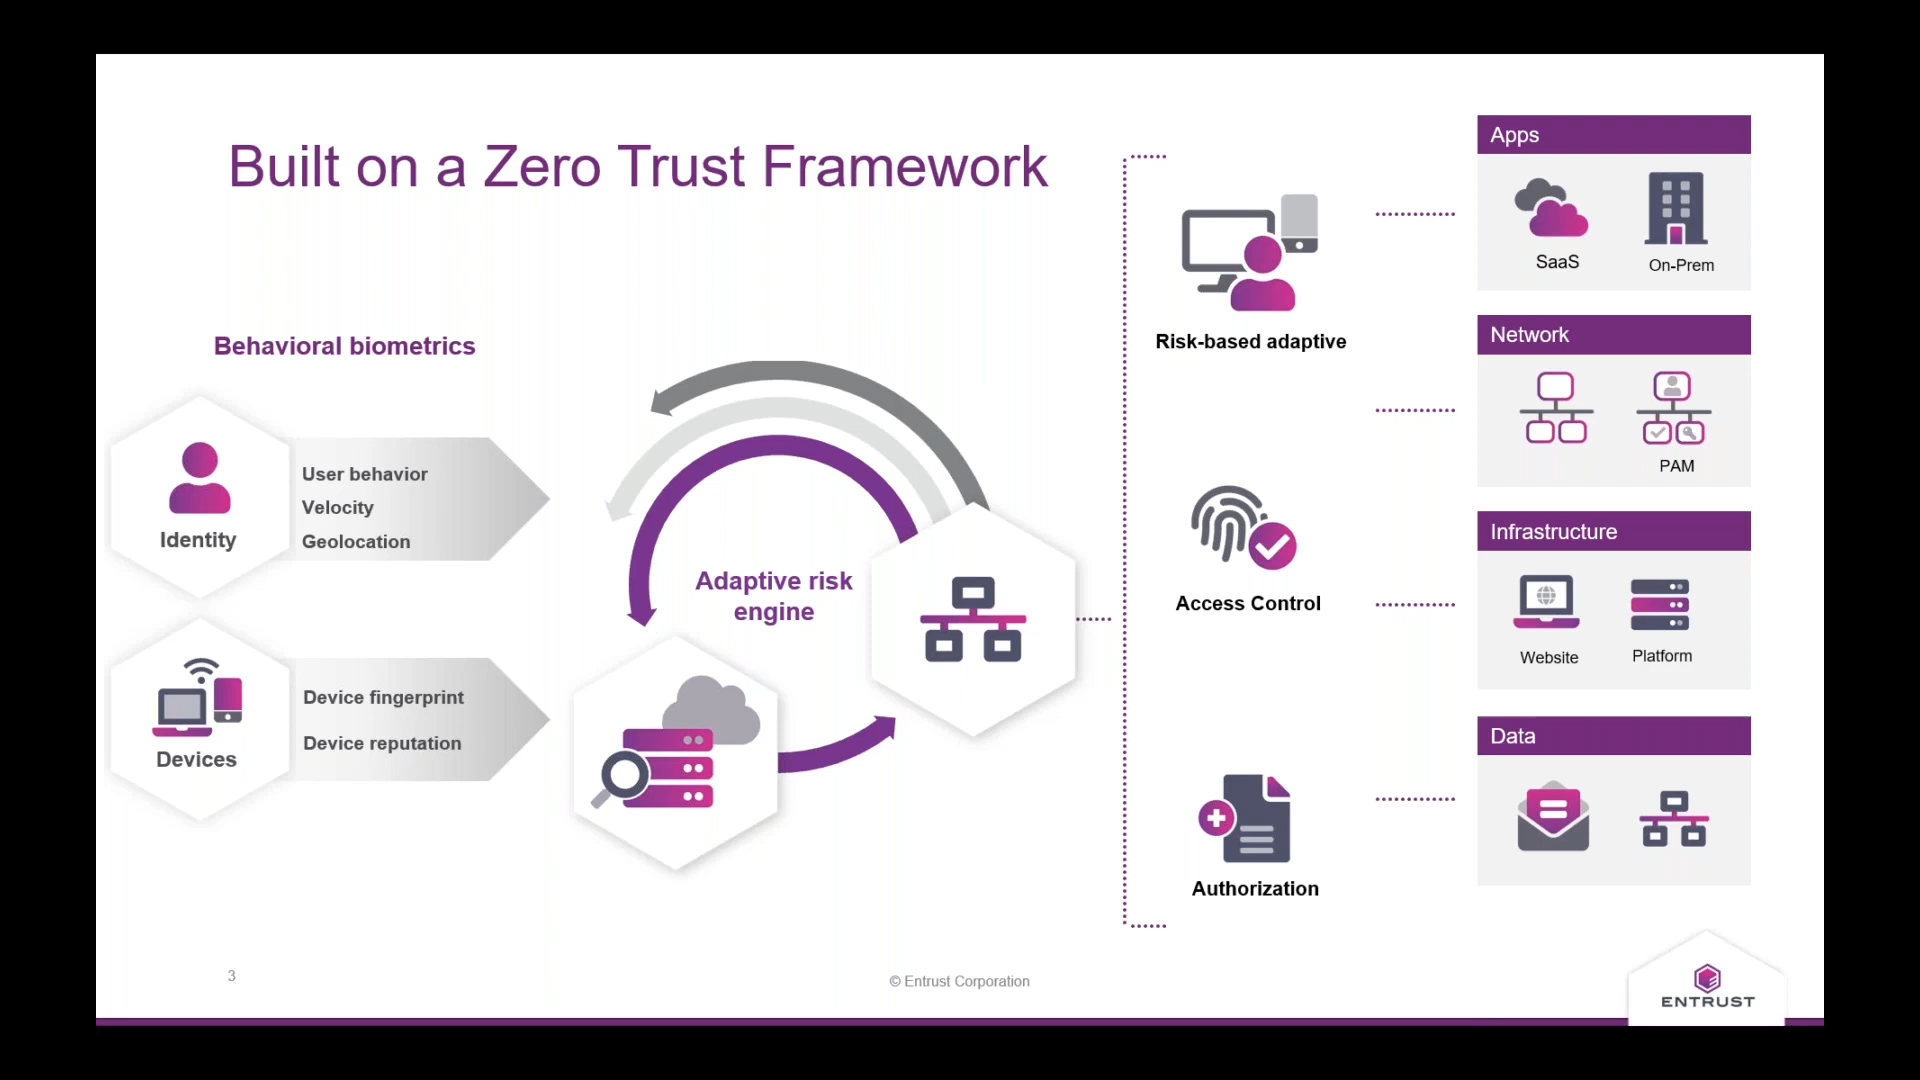 Built on a Zero Trust Framework
Behavioral biometrics
Identity
User behavior
Velocity
Geolocation
Devices
Device fingerprint
Device reputation
Adaptive risk
engine
Risk-based adaptive
Access Control
Authorization
Apps
SaaS
On-Prem
Network
PAM
Infrastructure
Website
Platform
Data
3
© Entrust Corporation
ENTRUST